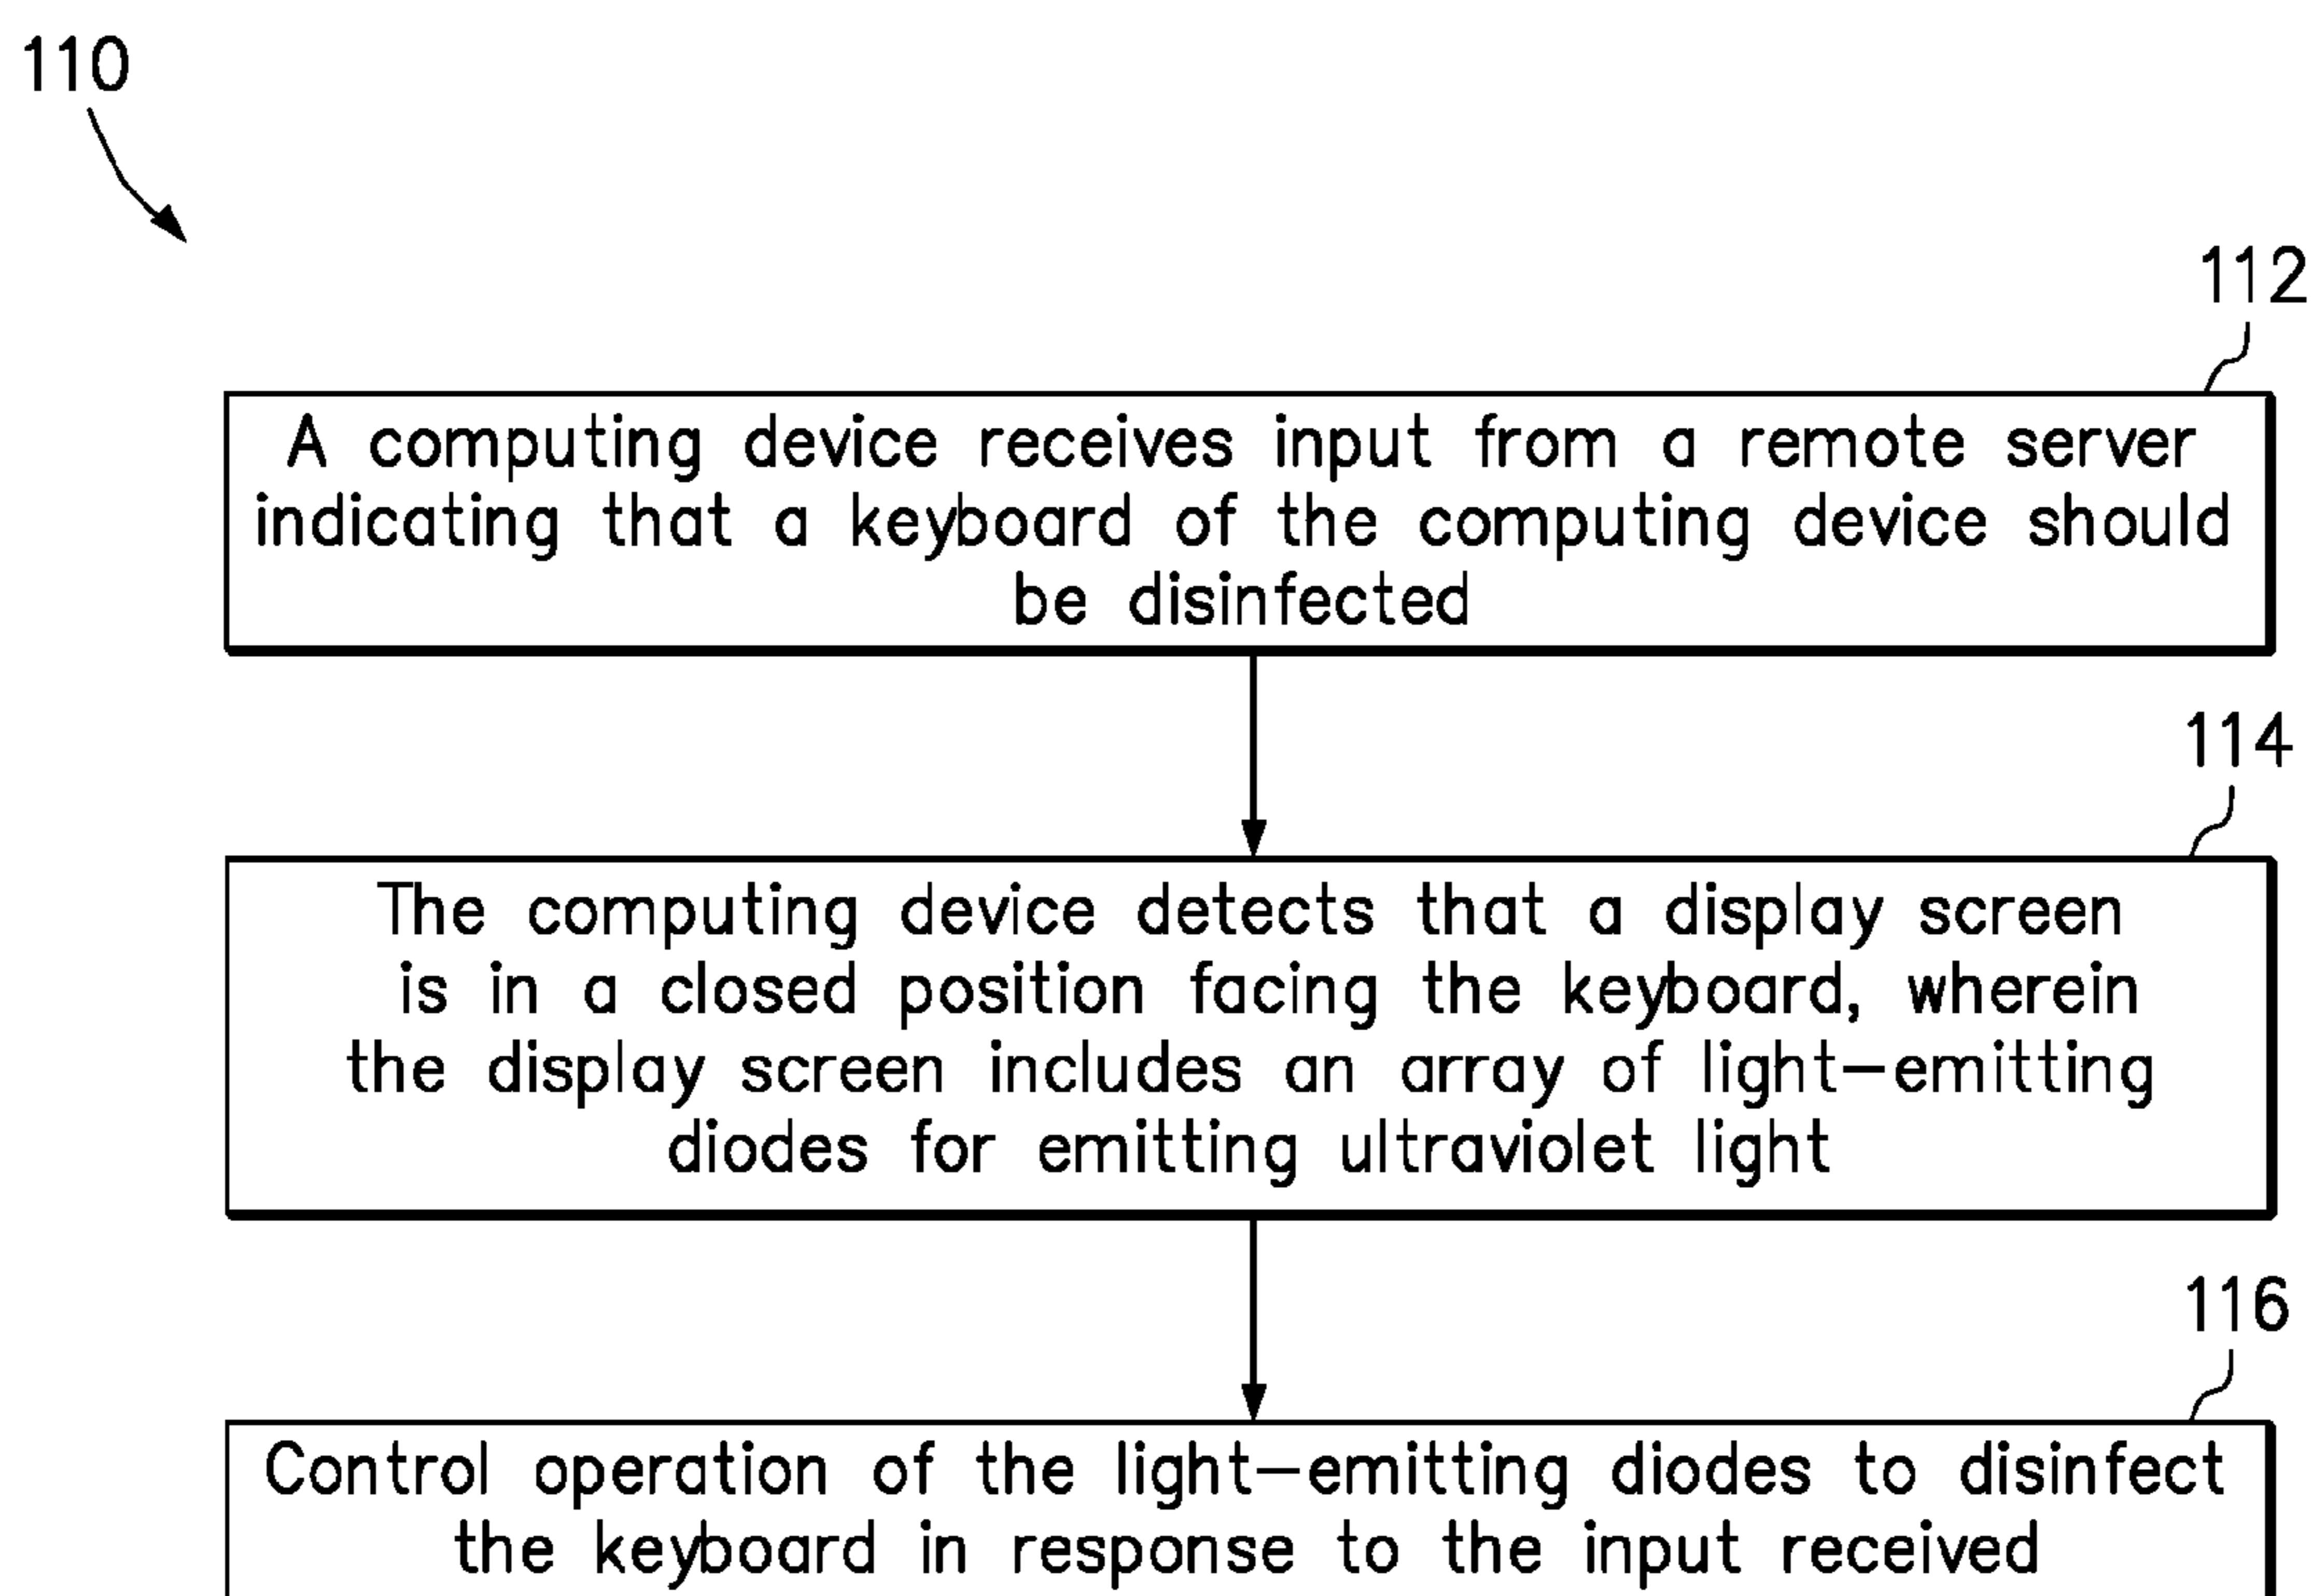 110
112
A computing device receives input from a remote server
indicating that a keyboard of the computing device should
be disinfected
114
The computing device detects that a display screen
is in a closed position facing the keyboard, wherein
the display screen includes an array of light-emitting
diodes for emitting ultraviolet light
116
Control operation of the light-emitting diodes to disinfect
the keyboard in response to the input received